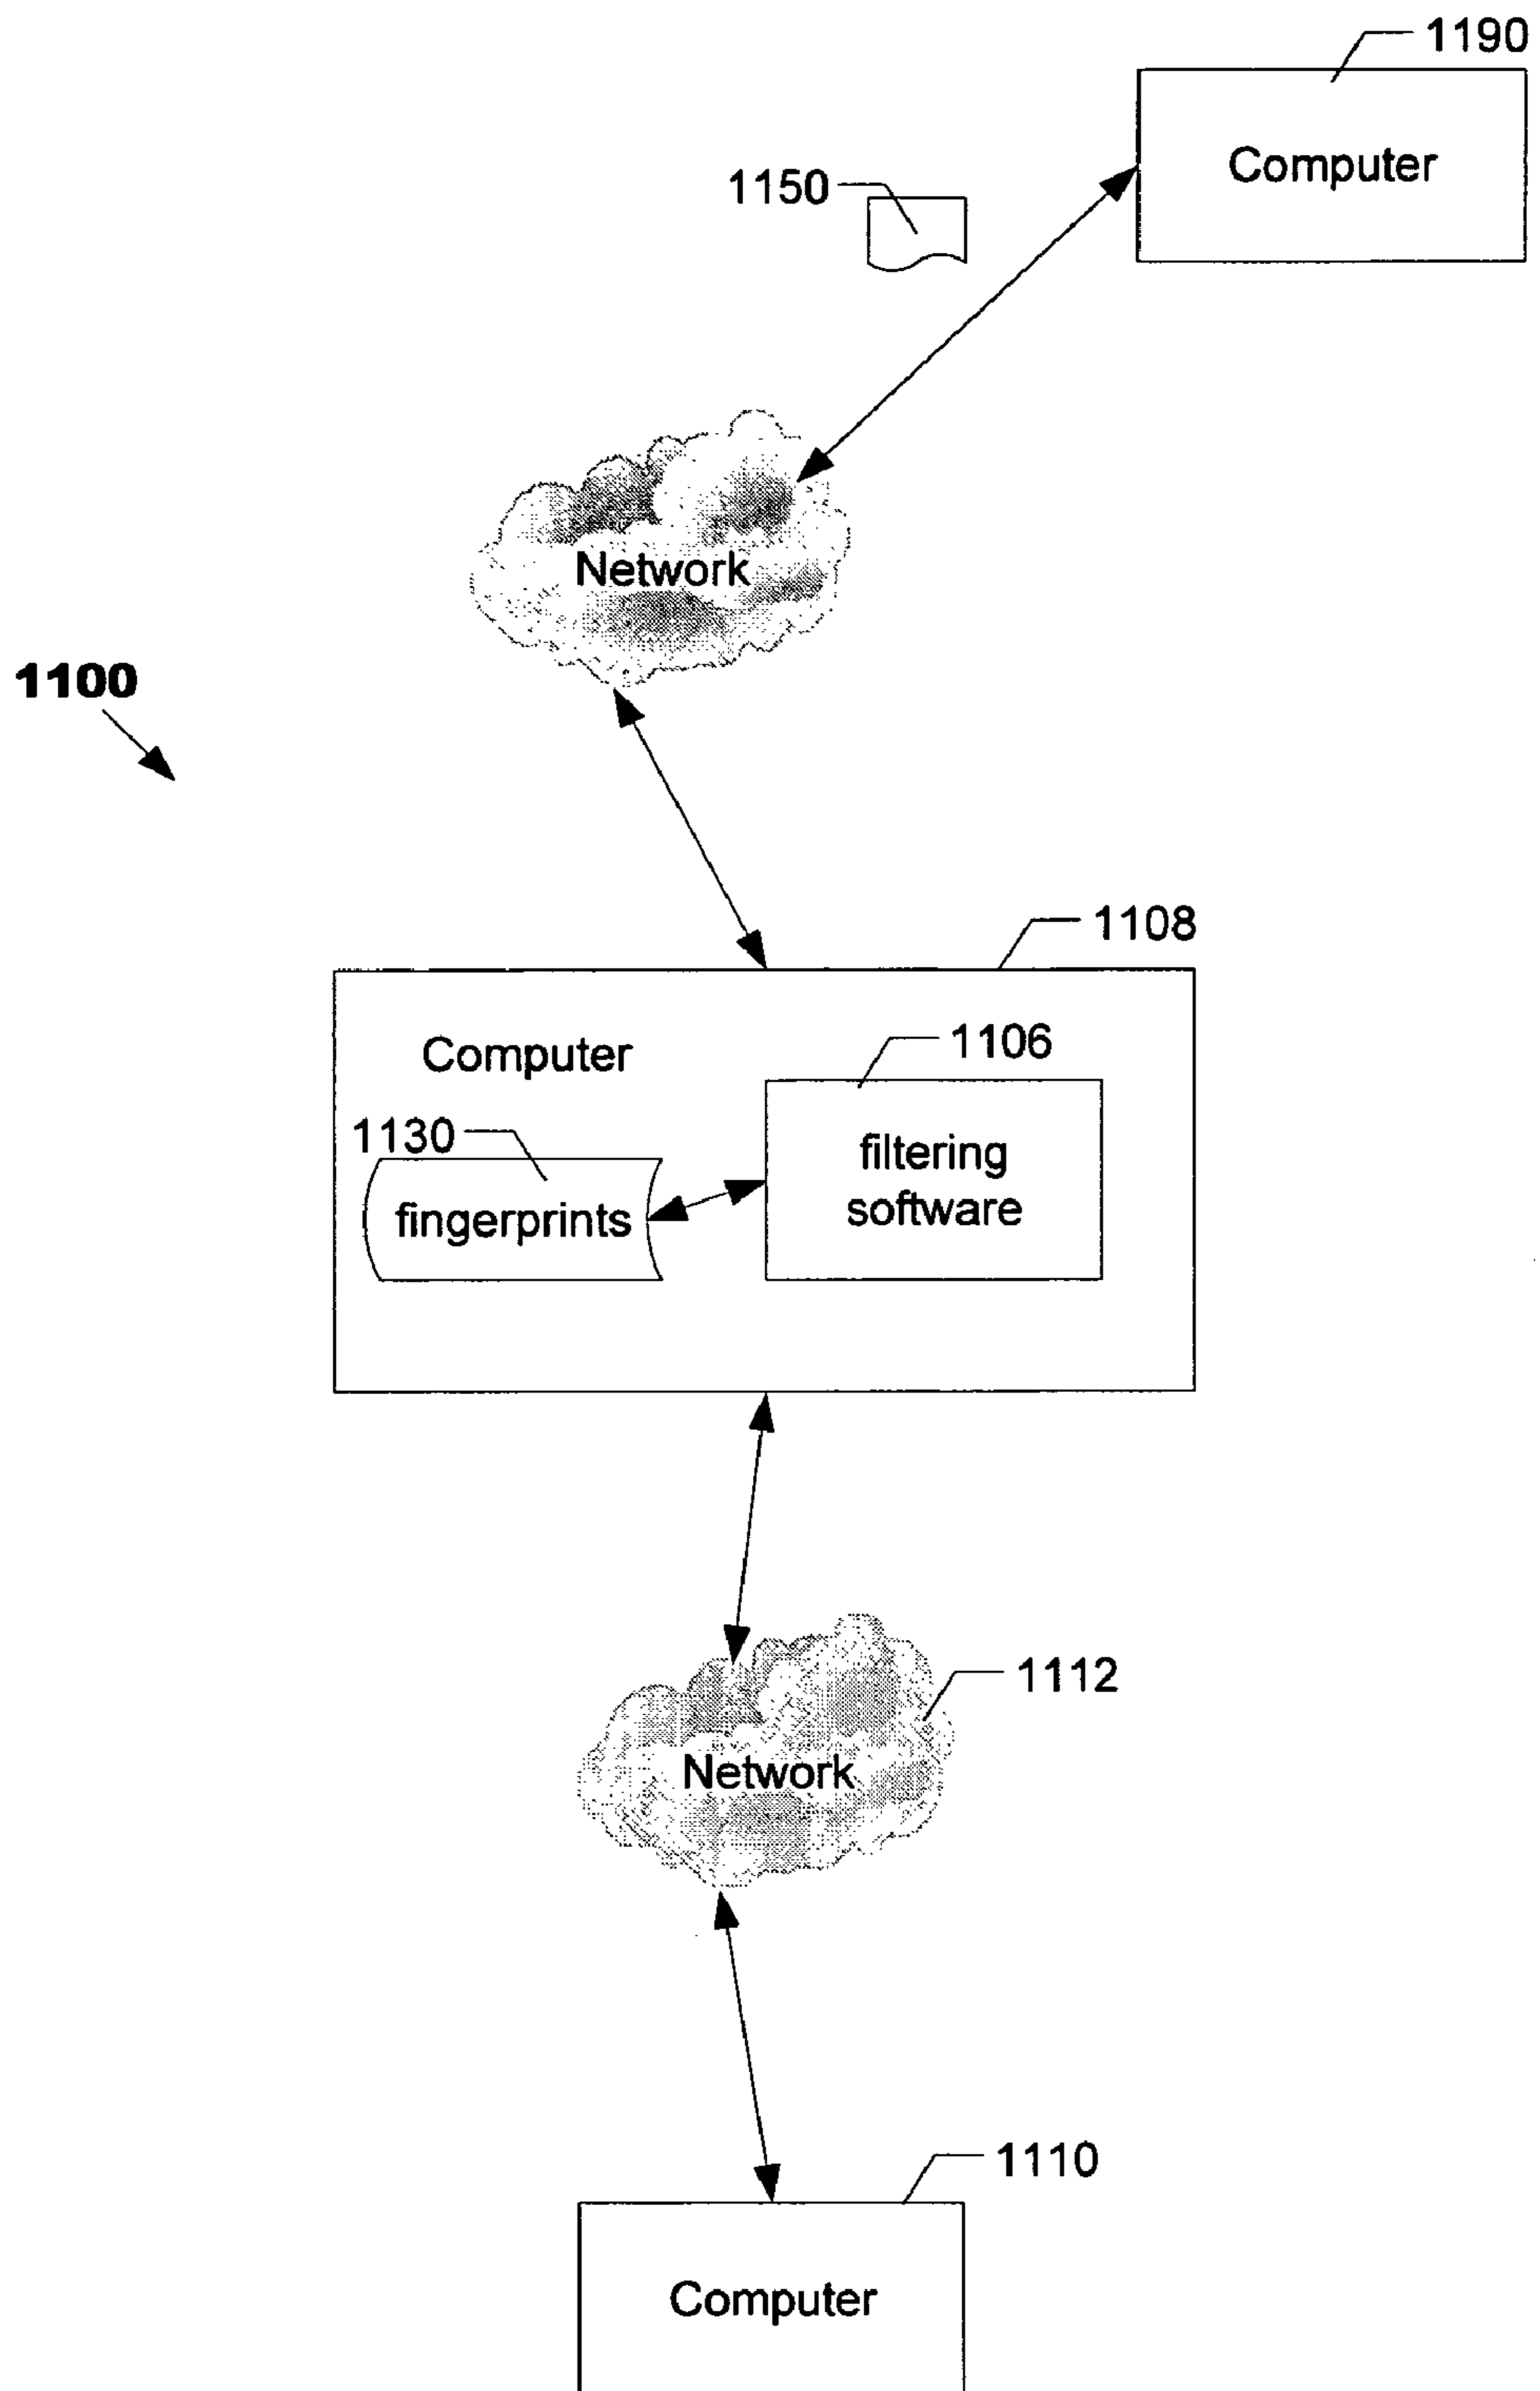 1190
Computer
1150
Network
1100
1108
Computer
1106
1130
filtering
software
fingerprints
1112
Network
1110
Computer